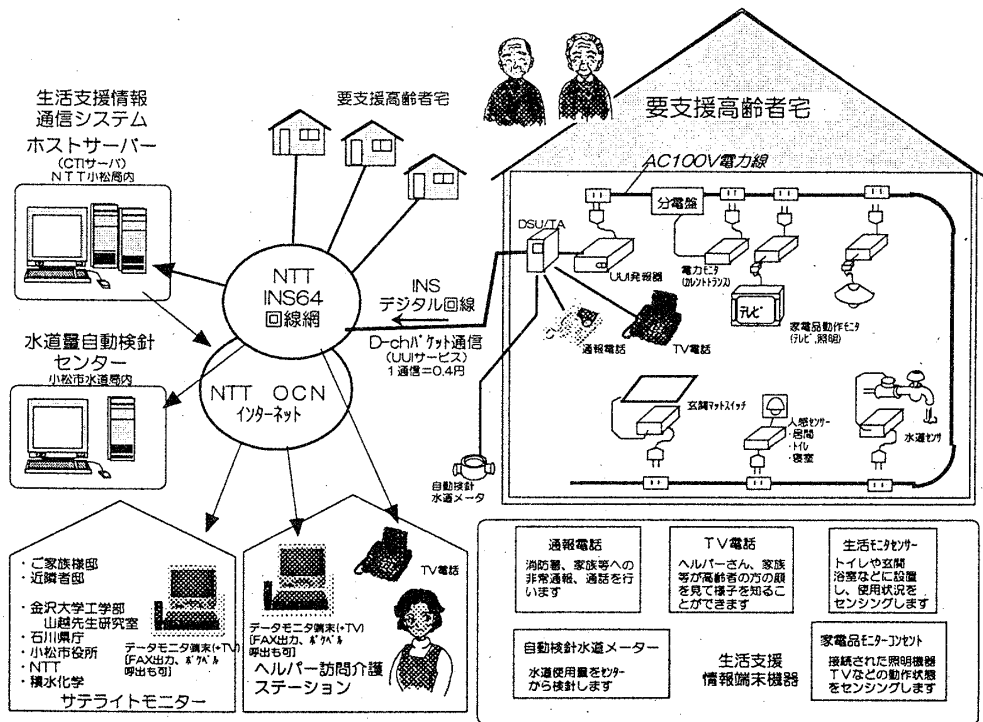 生活支援情報
通信システム
ホストサーバー
(CTIサーバ)
NTT小松局内
要支援高齢者宅
要支援高齢者宅
AC100V電力線
分電盤
DSU/TA
UUI発報器
電力モニタ
(カレントトランス)
テレビ
家電品動作モニタ
(テレビ,照明)
通報電話
TV電話
NTT
INS64
回線網
INS
デジタル回線
D-chパケット通信
(UUIサービス)
1通信=0.4円
水道量自動検針
センター
小松市水道局内
NTT OCN
インターネット
玄関マットスイッチ
人感センサー
・居間
・トイレ
・寝室
水道センサ
自動検針
水道メータ
・ご家族様邸
・近隣者邸
・金沢大学工学部
山越先生研究室
・石川県庁
・小松市役所
・NTT
・積水化学
データモニタ端末(+TV)
[FAX出力、ポケベル
呼出も可]
サテライトモニター
TV電話
データモニタ端末(+TV)
[FAX出力、ポケベル
呼出も可]
ヘルパー訪問介護
ステーション
通報電話
消防署、家族等への
非常通報、通話を行
います
TV電話
ヘルパーさん、家族
等が高齢者の方の顔
を見て様子を知るこ
とができます
生活モニタセンサー
トイレや玄関
浴室などに設置
し、使用状況を
センシングします
自動検針水道メーター
水道使用量をセンター
から検針します
生活支援
情報端末機器
家電品モニターコンセント
接続された照明機器
TVなどの動作状態
をセンシングします